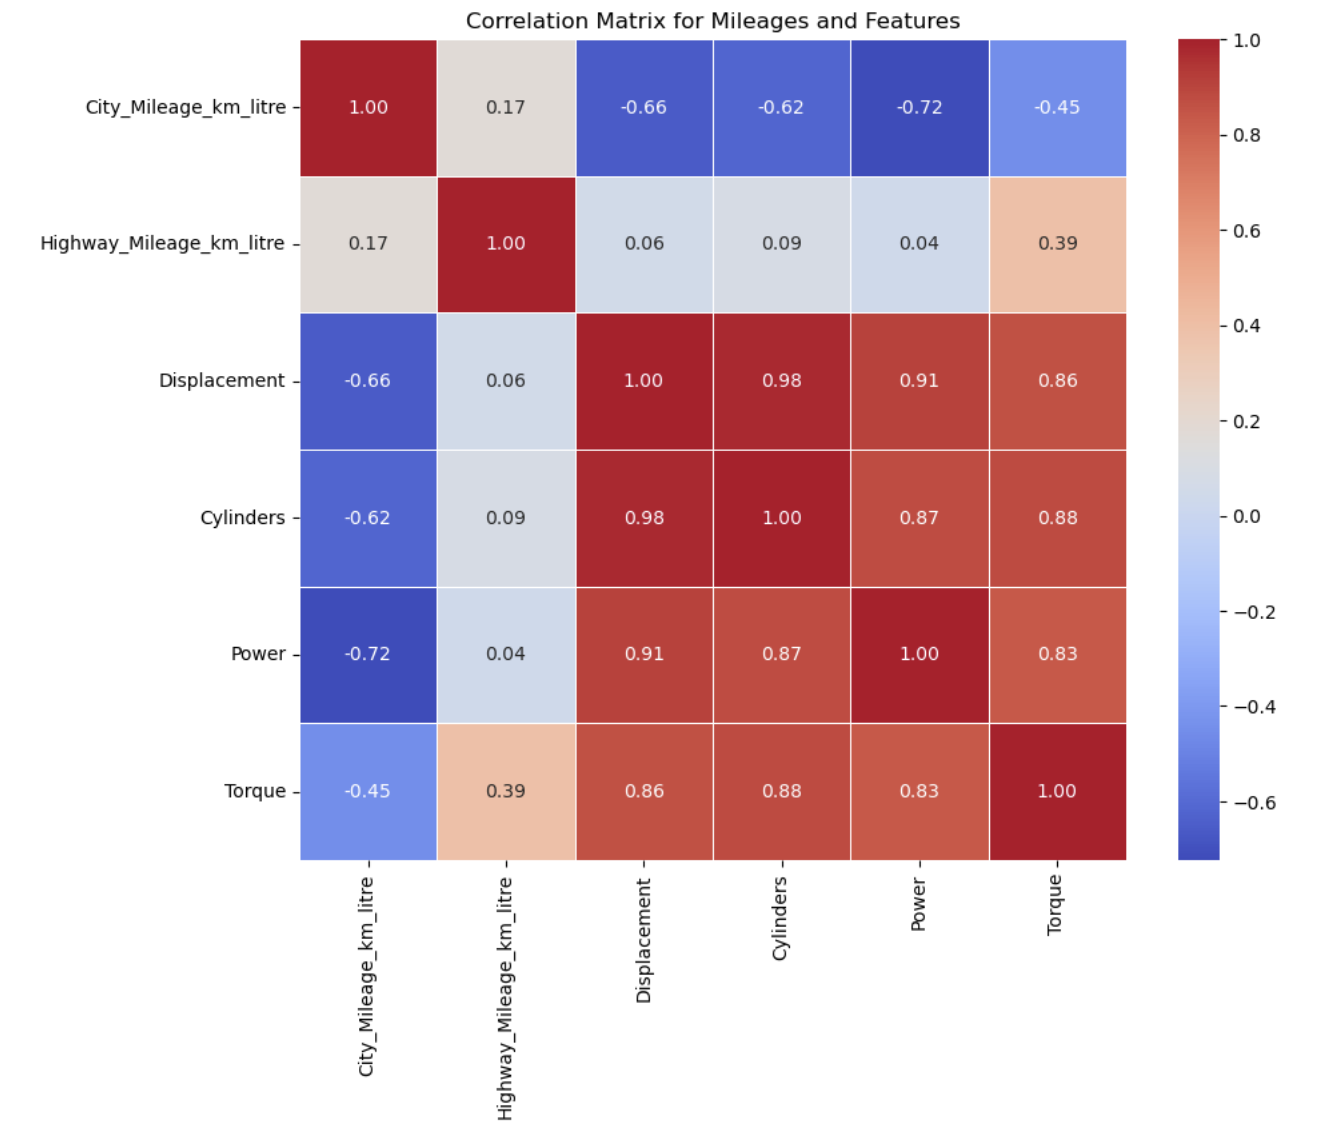 Correlation Matrix for Mileages and Features
City_Mileage_km_litre 1.00 0.17 -0.66 -0.62 -0.72 -0.45
Highway_Mileage_km_litre 0.17 1.00 0.06 0.09 0.04 0.39
Displacement -0.66 0.06 1.00 0.98 0.91 0.86
Cylinders -0.62 0.09 0.98 1.00 0.87 0.88
Power -0.72 0.04 0.91 0.87 1.00 0.83
Torque -0.45 0.39 0.86 0.88 0.83 1.00
City_Mileage_km_litre
Highway_Mileage_km_litre
Displacement
Cylinders
Power
Torque
1.0
0.8
0.6
0.4
0.2
0.0
−0.2
−0.4
−0.6